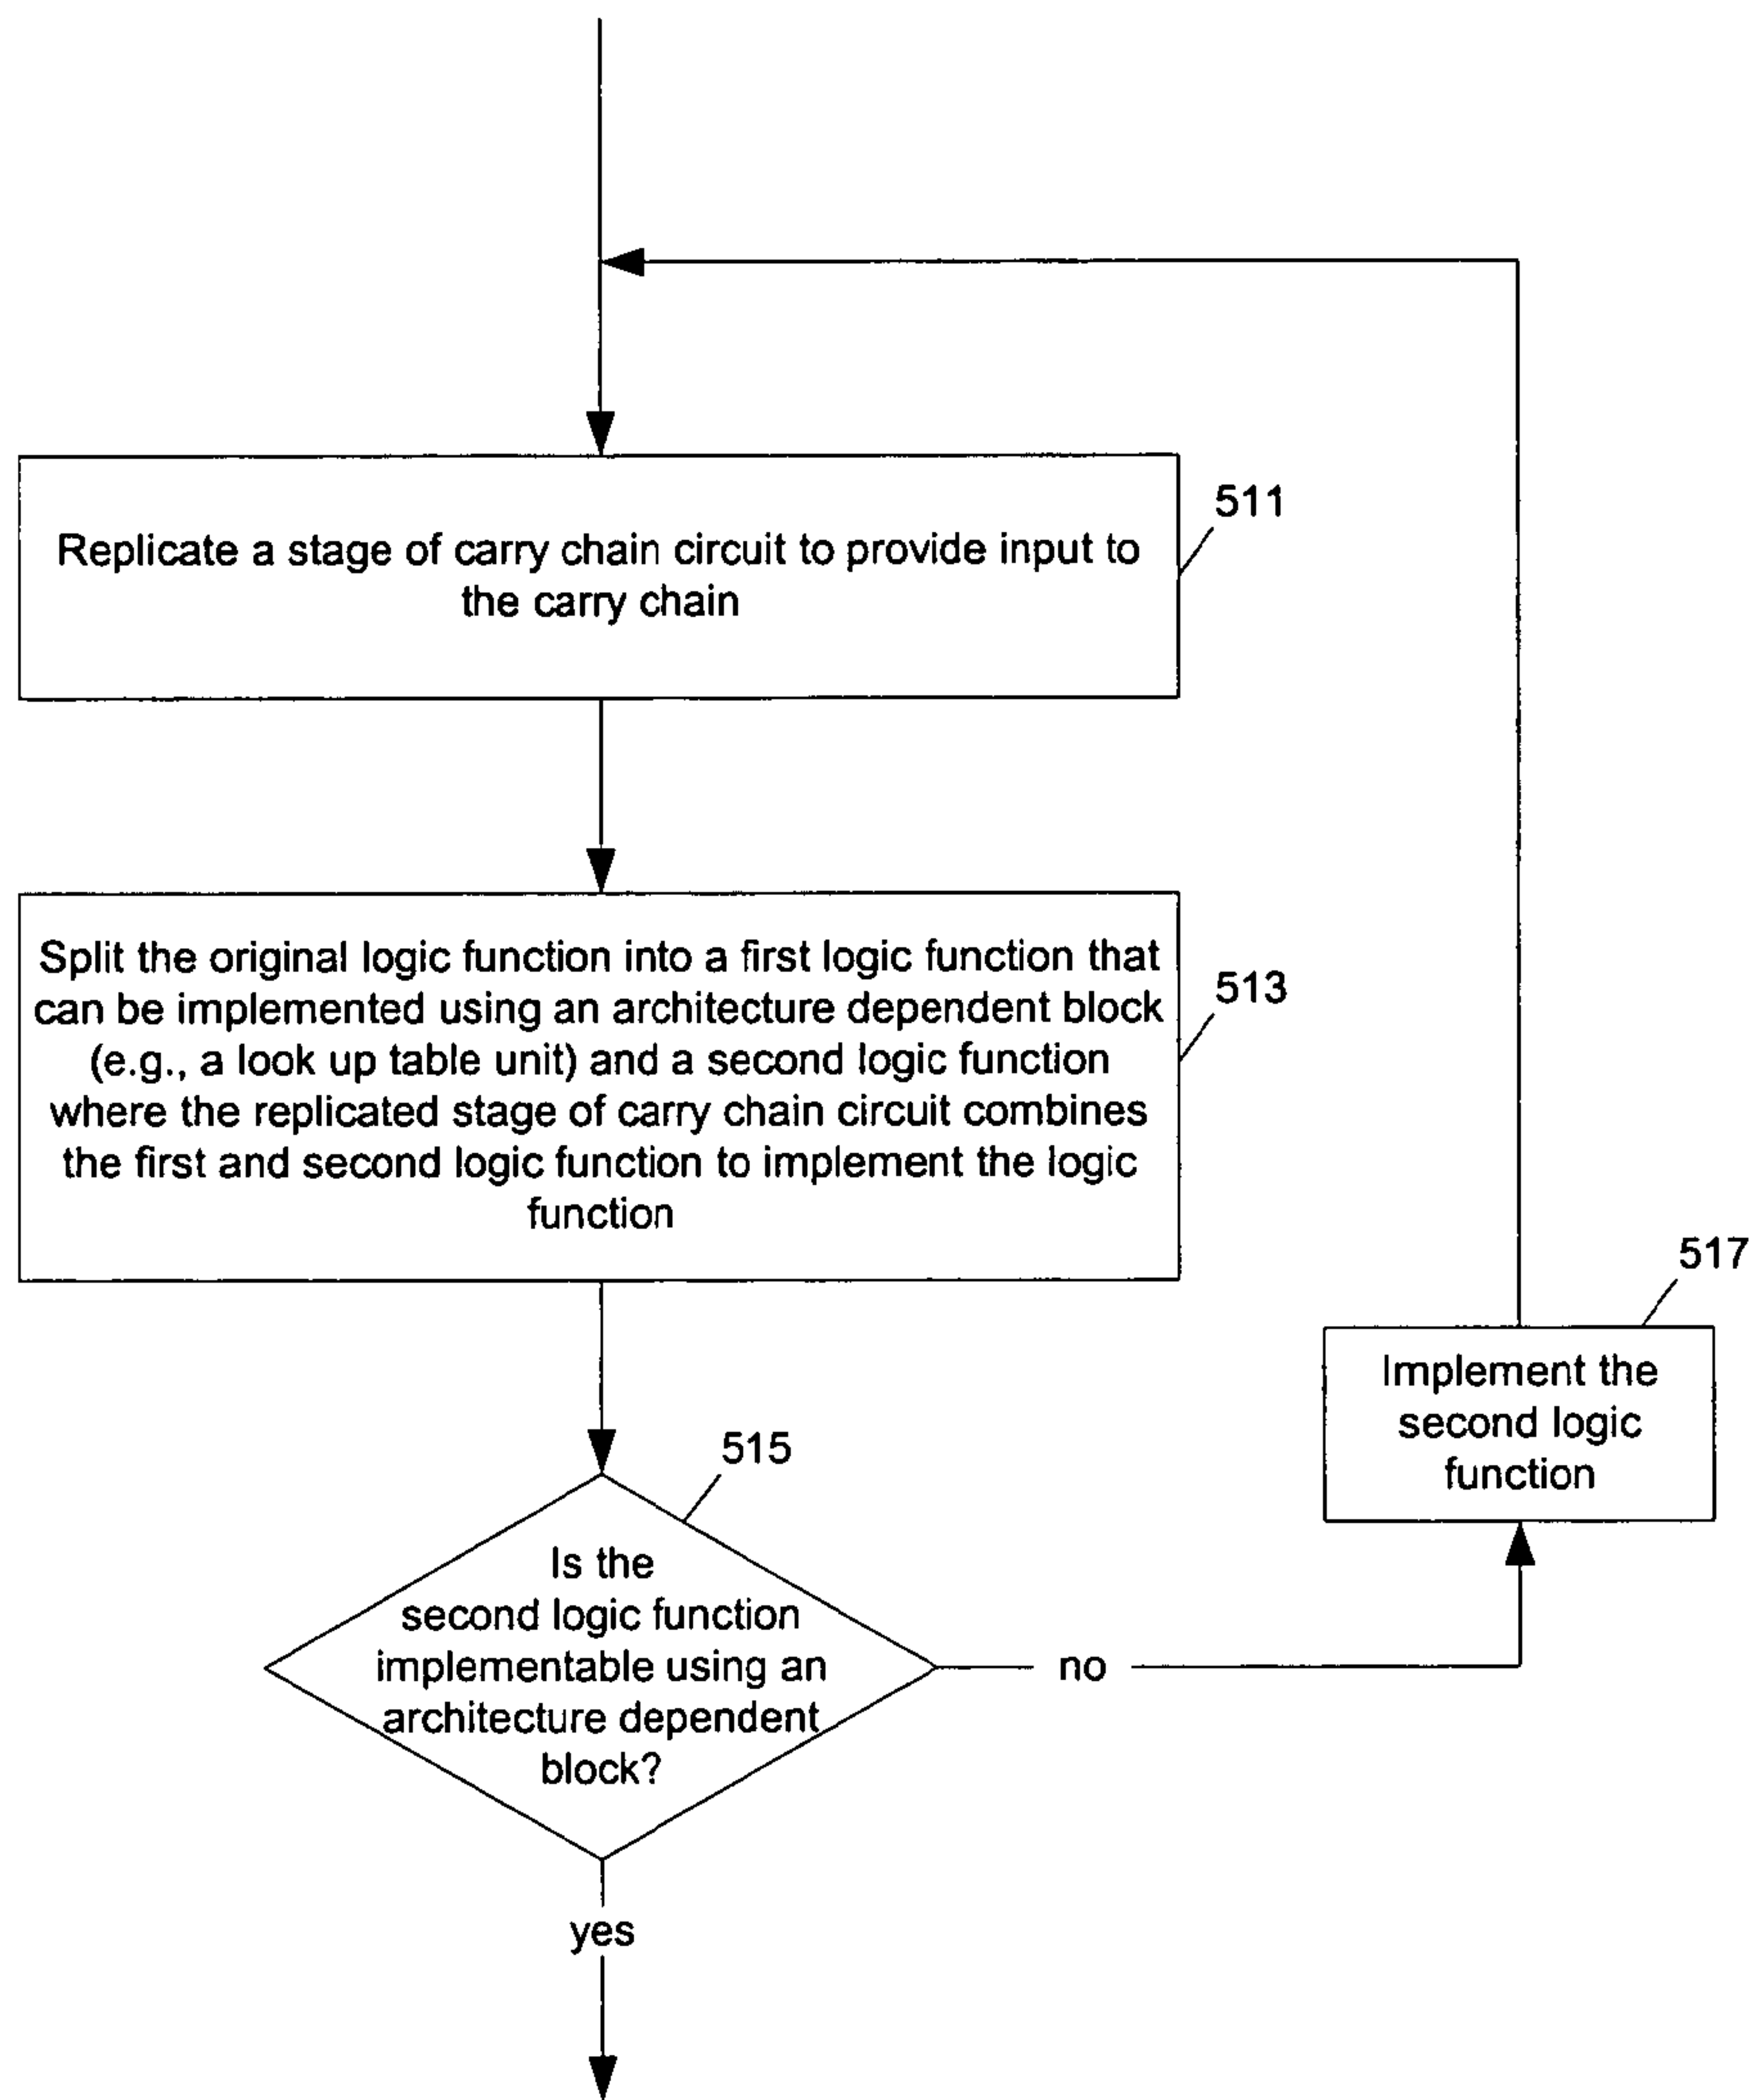 Replicate a stage of carry chain circuit to provide input to
the carry chain
511
Split the original logic function into a first logic function that
can be implemented using an architecture dependent block
(e.g., a look up table unit) and a second logic function
where the replicated stage of carry chain circuit combines
the first and second logic function to implement the logic
function
513
517
Implement the
second logic
function
515
Is the
second logic function
implementable using an
architecture dependent
block?
no
yes